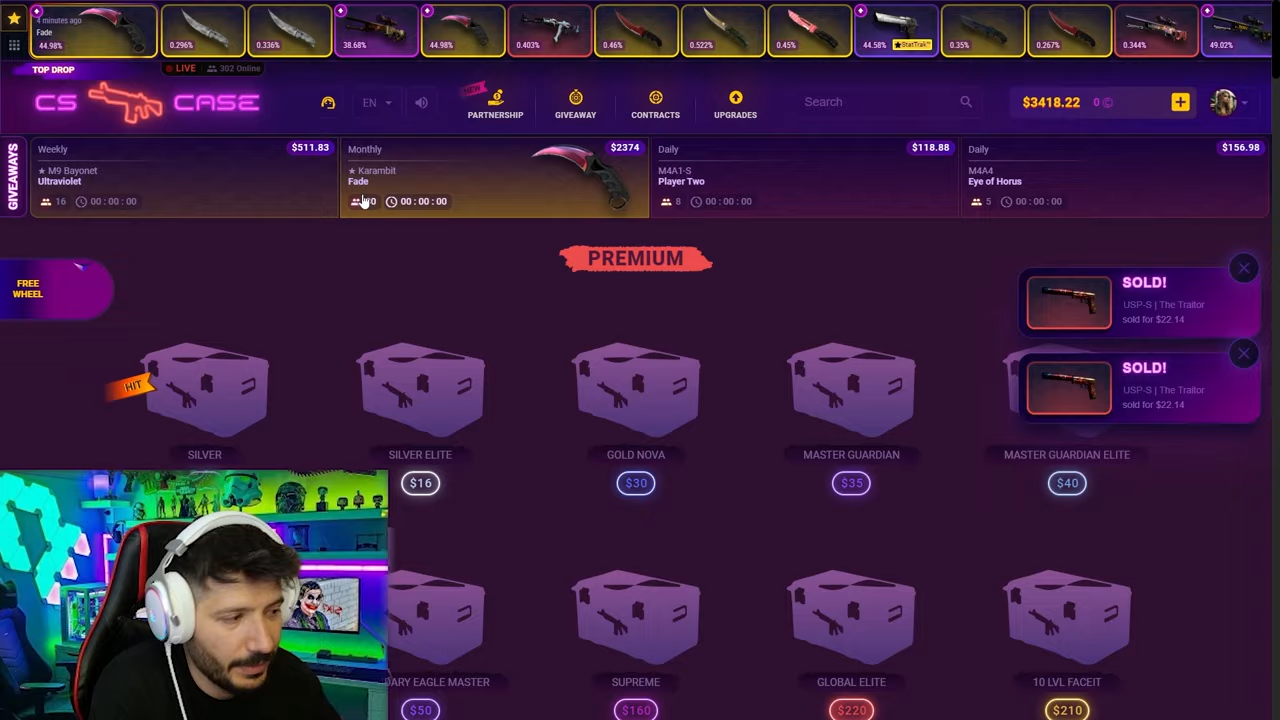 4 minutes ago
Fade
44.98%
0.296%
0.336%
38.68%
44.98%
0.403%
0.46%
0.522%
0.45%
44.58%
★StatTrak™
0.35%
0.267%
0.344%
49.02%
TOP DROP
LIVE
302 Online
CS CASE
EN
NEW
PARTNERSHIP
GIVEAWAY
CONTRACTS
UPGRADES
Search
$3418.22
0
GIVEAWAYS
Weekly
$511.83
★ M9 Bayonet
Ultraviolet
16
00 : 00 : 00
Monthly
$2374
★ Karambit
Fade
00 : 00 : 00
Daily
$118.88
M4A1-S
Player Two
8
00 : 00 : 00
Daily
$156.98
M4A4
Eye of Horus
5
00 : 00 : 00
PREMIUM
FREE
WHEEL
SOLD!
USP-S | The Traitor
sold for $22.14
SOLD!
USP-S | The Traitor
sold for $22.14
HIT
SILVER
SILVER ELITE
GOLD NOVA
MASTER GUARDIAN
MASTER GUARDIAN ELITE
$16
$30
$35
$40
DARY EAGLE MASTER
SUPREME
GLOBAL ELITE
10 LVL FACEIT
$50
$160
$220
$210